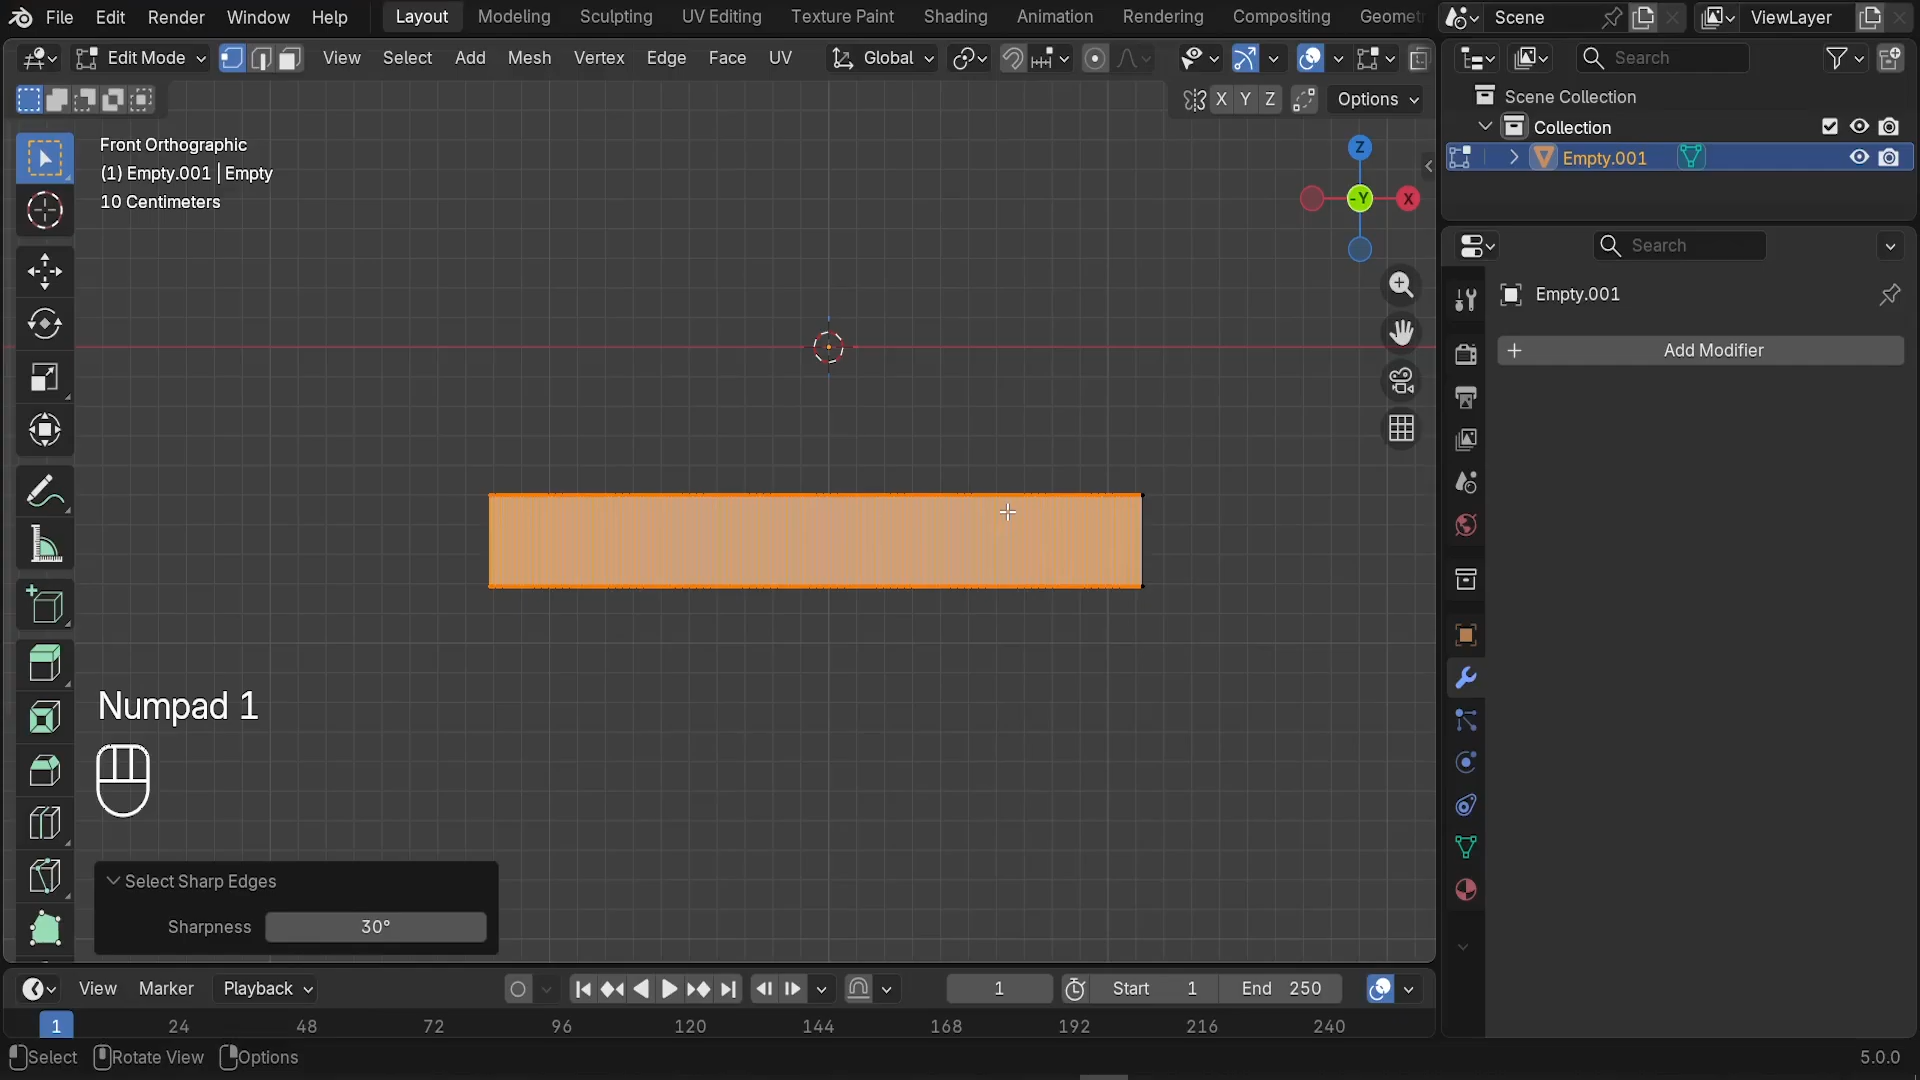 File Edit Render Window Help Layout Modeling Sculpting UV Editing Texture Paint Shading Animation Rendering Compositing Geomet Scene ViewLayer
Edit Mode View Select Add Mesh Vertex Edge Face UV Global Search
X Y Z Options
Scene Collection
Collection
Empty.001
Front Orthographic
(1) Empty.001 | Empty
10 Centimeters
Z
-Y X
Search
Empty.001
Add Modifier
Numpad 1
Select Sharp Edges
Sharpness 30°
View Marker Playback 1 Start 1 End 250
1 24 48 72 96 120 144 168 192 216 240
Select Rotate View Options 5.0.0